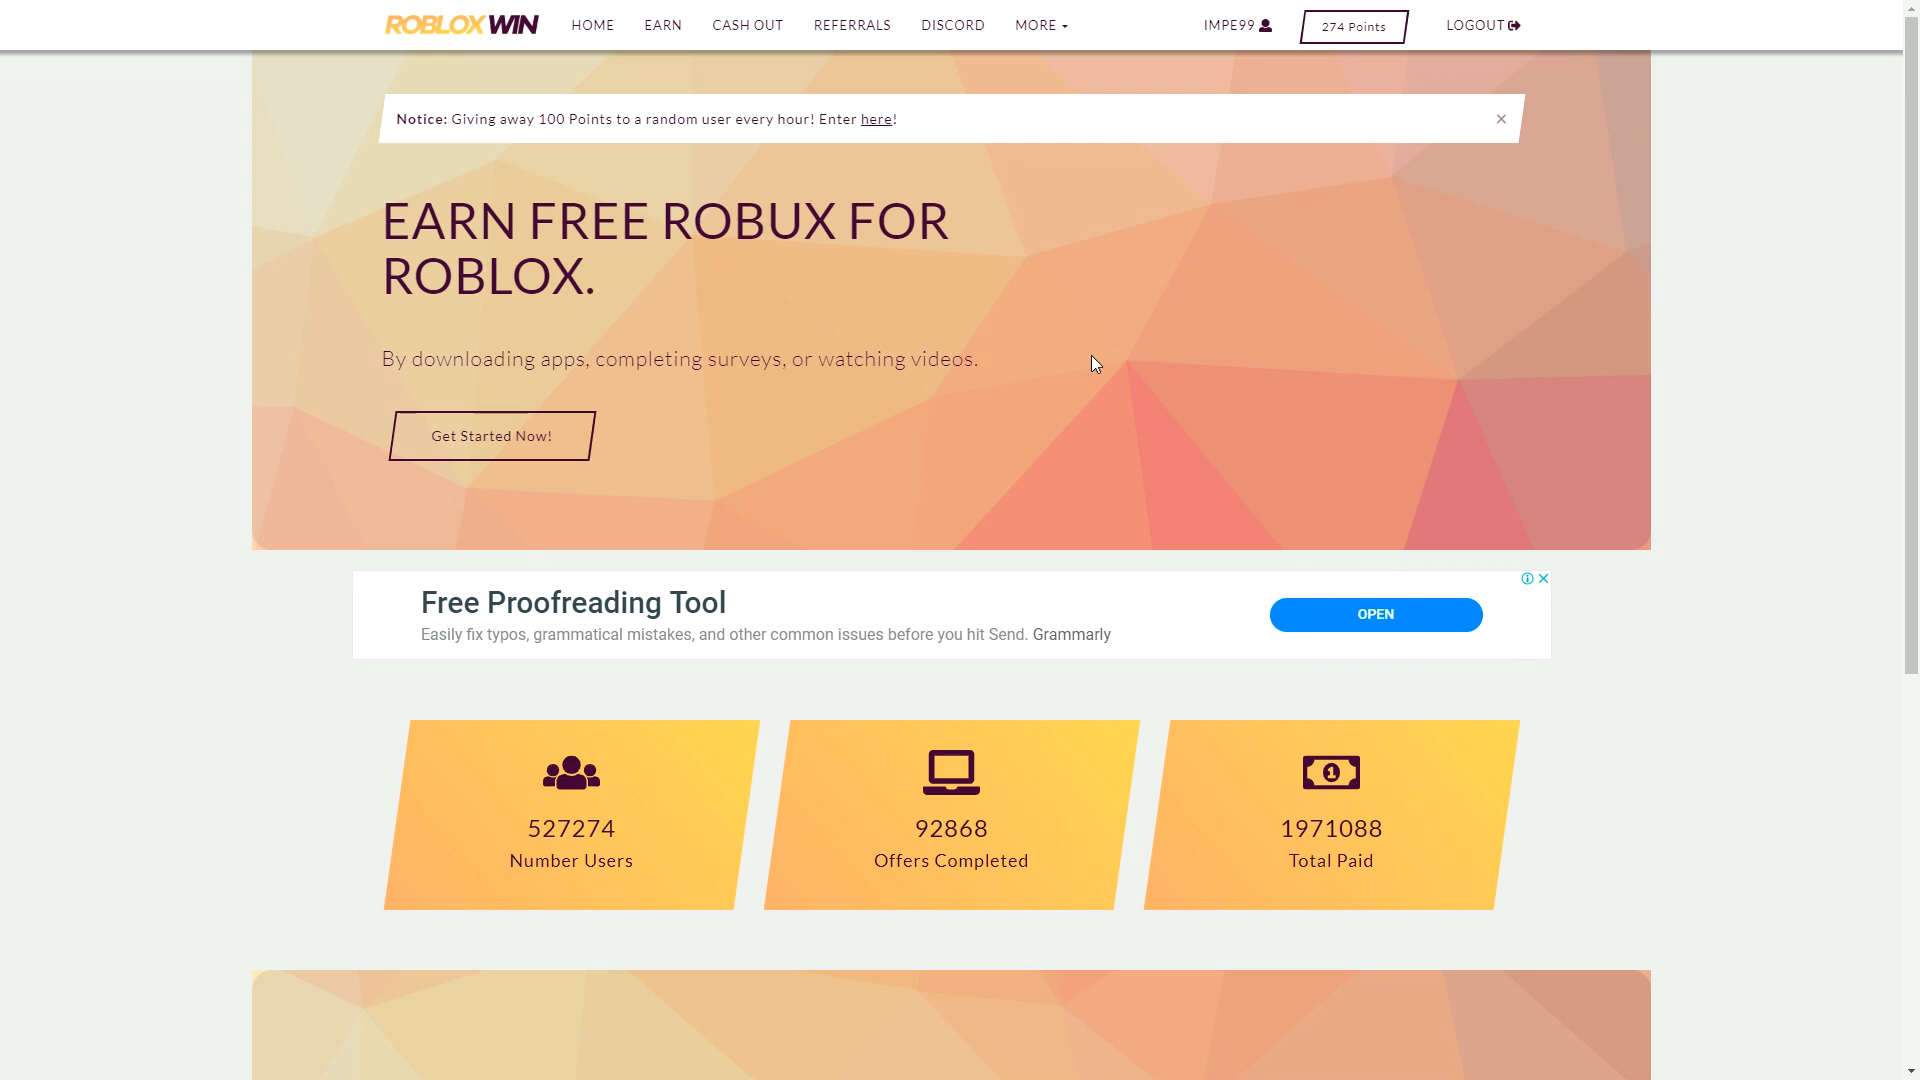 ROBLOXWIN HOME EARN CASH OUT REFERRALS DISCORD MORE IMPE99 274 Points LOGOUT
Notice: Giving away 100 Points to a random user every hour! Enter here! ×
EARN FREE ROBUX FOR
ROBLOX.
By downloading apps, completing surveys, or watching videos.
Get Started Now!
Free Proofreading Tool
Easily fix typos, grammatical mistakes, and other common issues before you hit Send. Grammarly
OPEN
527274
Number Users
92868
Offers Completed
1
1971088
Total Paid